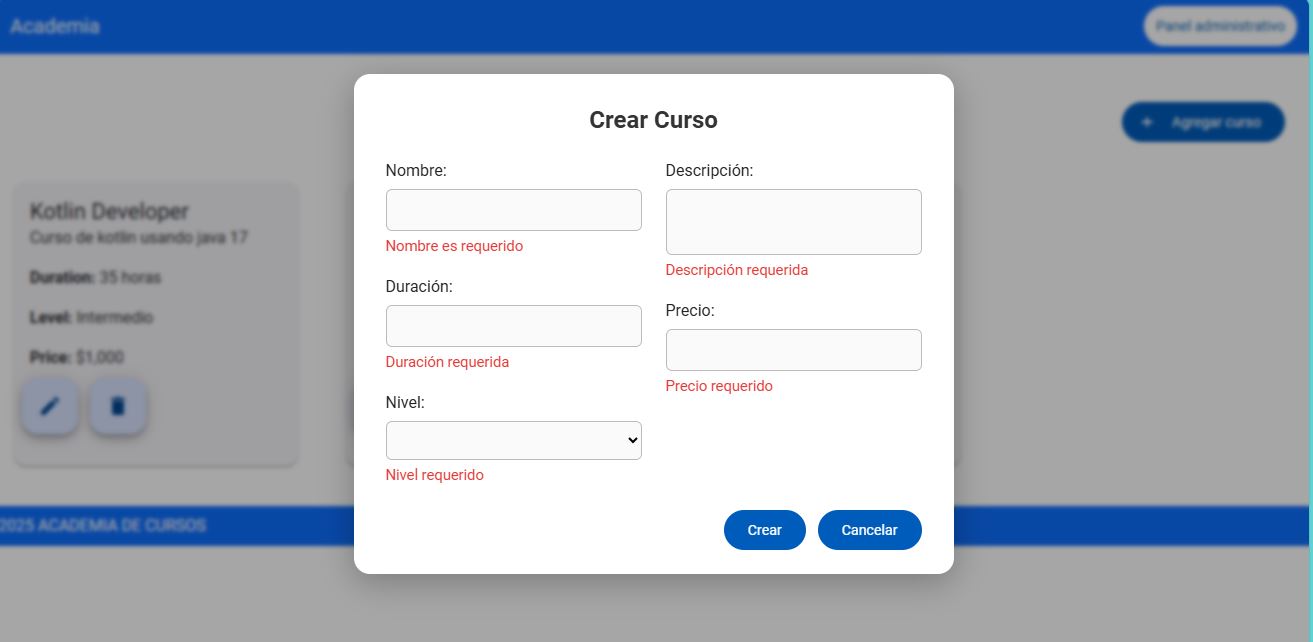 Academia
Panel administrativo
Agregar curso
Kotlin Developer
Curso de kotlin usando java 17
Duration: 35 horas
Level: Intermedio
Price: $1,000
Crear Curso
Nombre:
Nombre es requerido
Duración:
Duración requerida
Nivel:
Nivel requerido
Descripción:
Descripción requerida
Precio:
Precio requerido
Crear
Cancelar
2025 ACADEMIA DE CURSOS